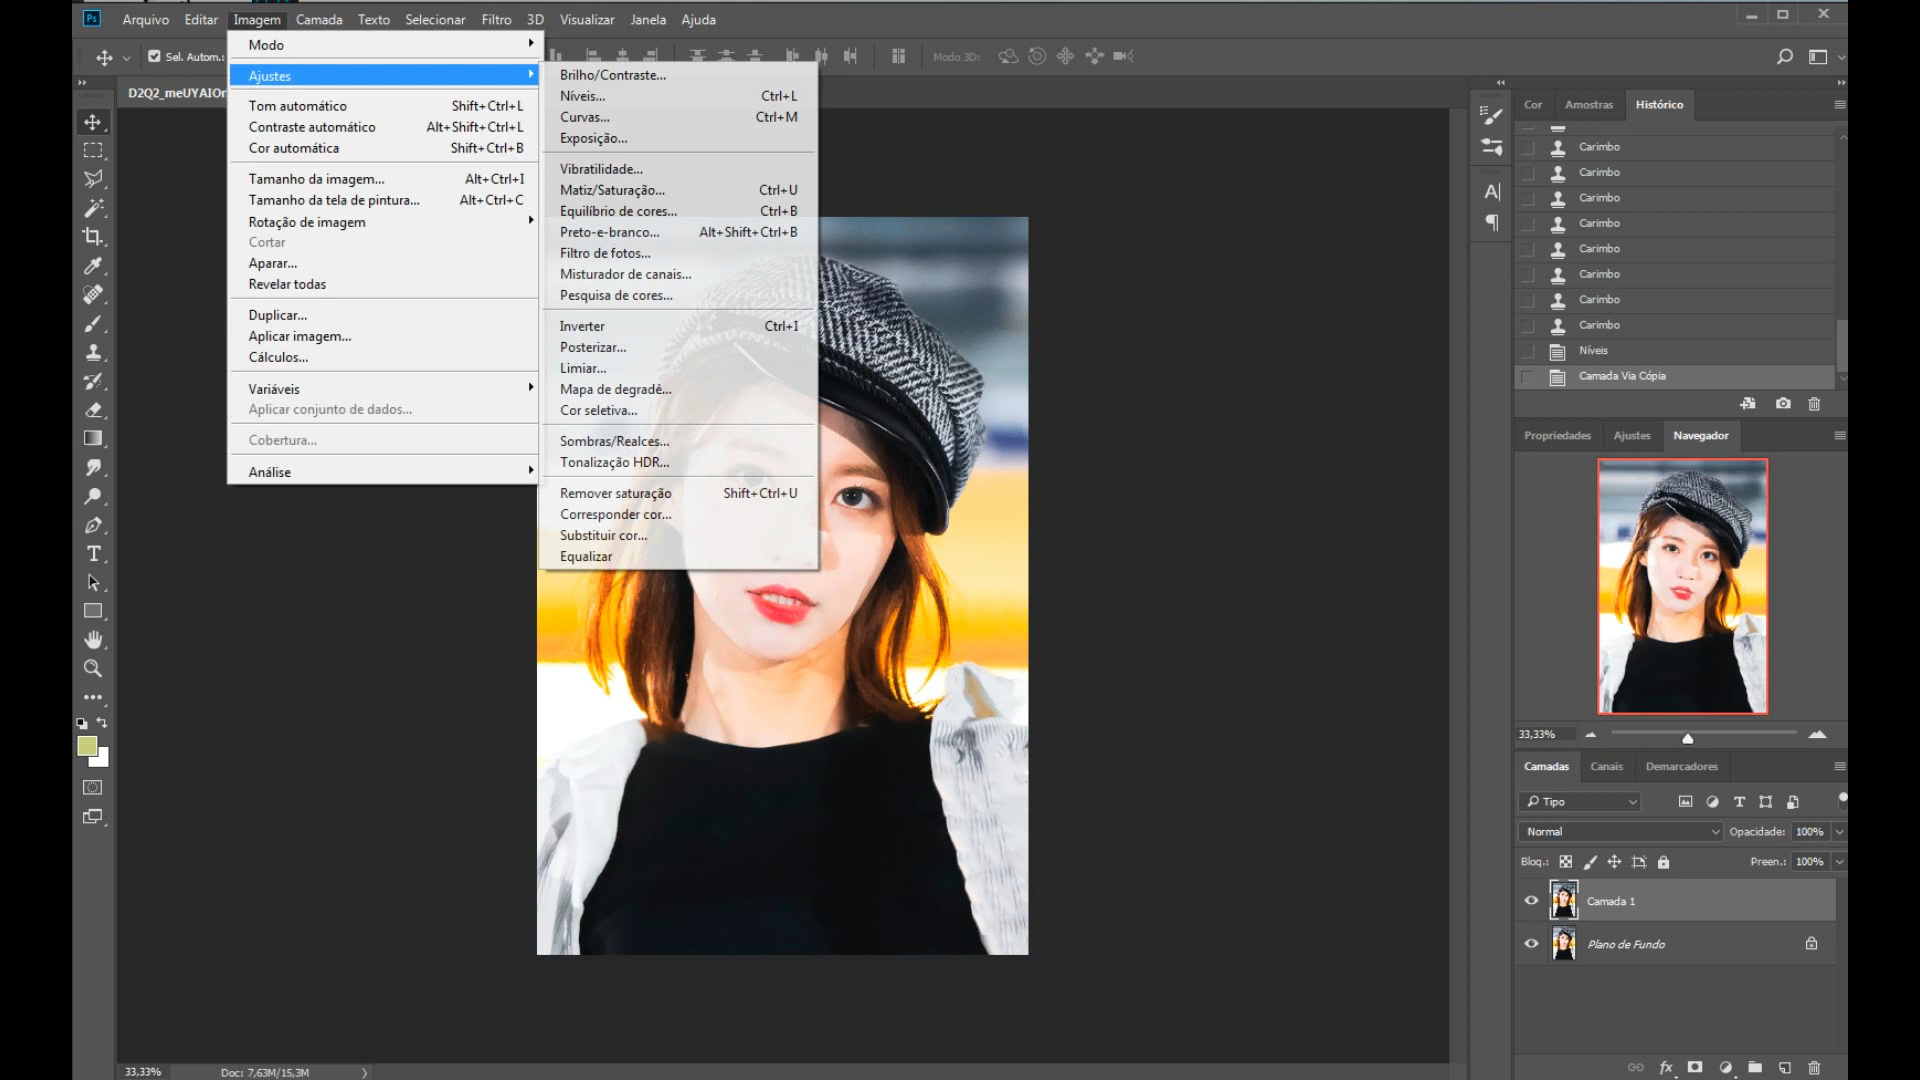 Ps
Arquivo Editar Imagem Camada Texto Selecionar Filtro 3D Visualizar Janela Ajuda
Sel. Autom.:
Modo 3D:
D2Q2_meUYAIOr
Modo
Ajustes
Tom automático Shift+Ctrl+L
Contraste automático Alt+Shift+Ctrl+L
Cor automática Shift+Ctrl+B
Tamanho da imagem... Alt+Ctrl+I
Tamanho da tela de pintura... Alt+Ctrl+C
Rotação de imagem
Cortar
Aparar...
Revelar todas
Duplicar...
Aplicar imagem...
Cálculos...
Variáveis
Aplicar conjunto de dados...
Cobertura...
Análise
Brilho/Contraste...
Níveis... Ctrl+L
Curvas... Ctrl+M
Exposição...
Vibratilidade...
Matiz/Saturação... Ctrl+U
Equilíbrio de cores... Ctrl+B
Preto-e-branco... Alt+Shift+Ctrl+B
Filtro de fotos...
Misturador de canais...
Pesquisa de cores...
Inverter Ctrl+I
Posterizar...
Limiar...
Mapa de degradê...
Cor seletiva...
Sombras/Realces...
Tonalização HDR...
Remover saturação Shift+Ctrl+U
Corresponder cor...
Substituir cor...
Equalizar
Cor Amostras Histórico
Carimbo
Carimbo
Carimbo
Carimbo
Carimbo
Carimbo
Carimbo
Carimbo
Níveis
Camada Via Cópia
Propriedades Ajustes Navegador
33,33%
Camadas Canais Demarcadores
Tipo
Normal Opacidade: 100%
Bloq.: Preen.: 100%
Camada 1
Plano de Fundo
fx
33,33% Doc: 7,63M/15,3M